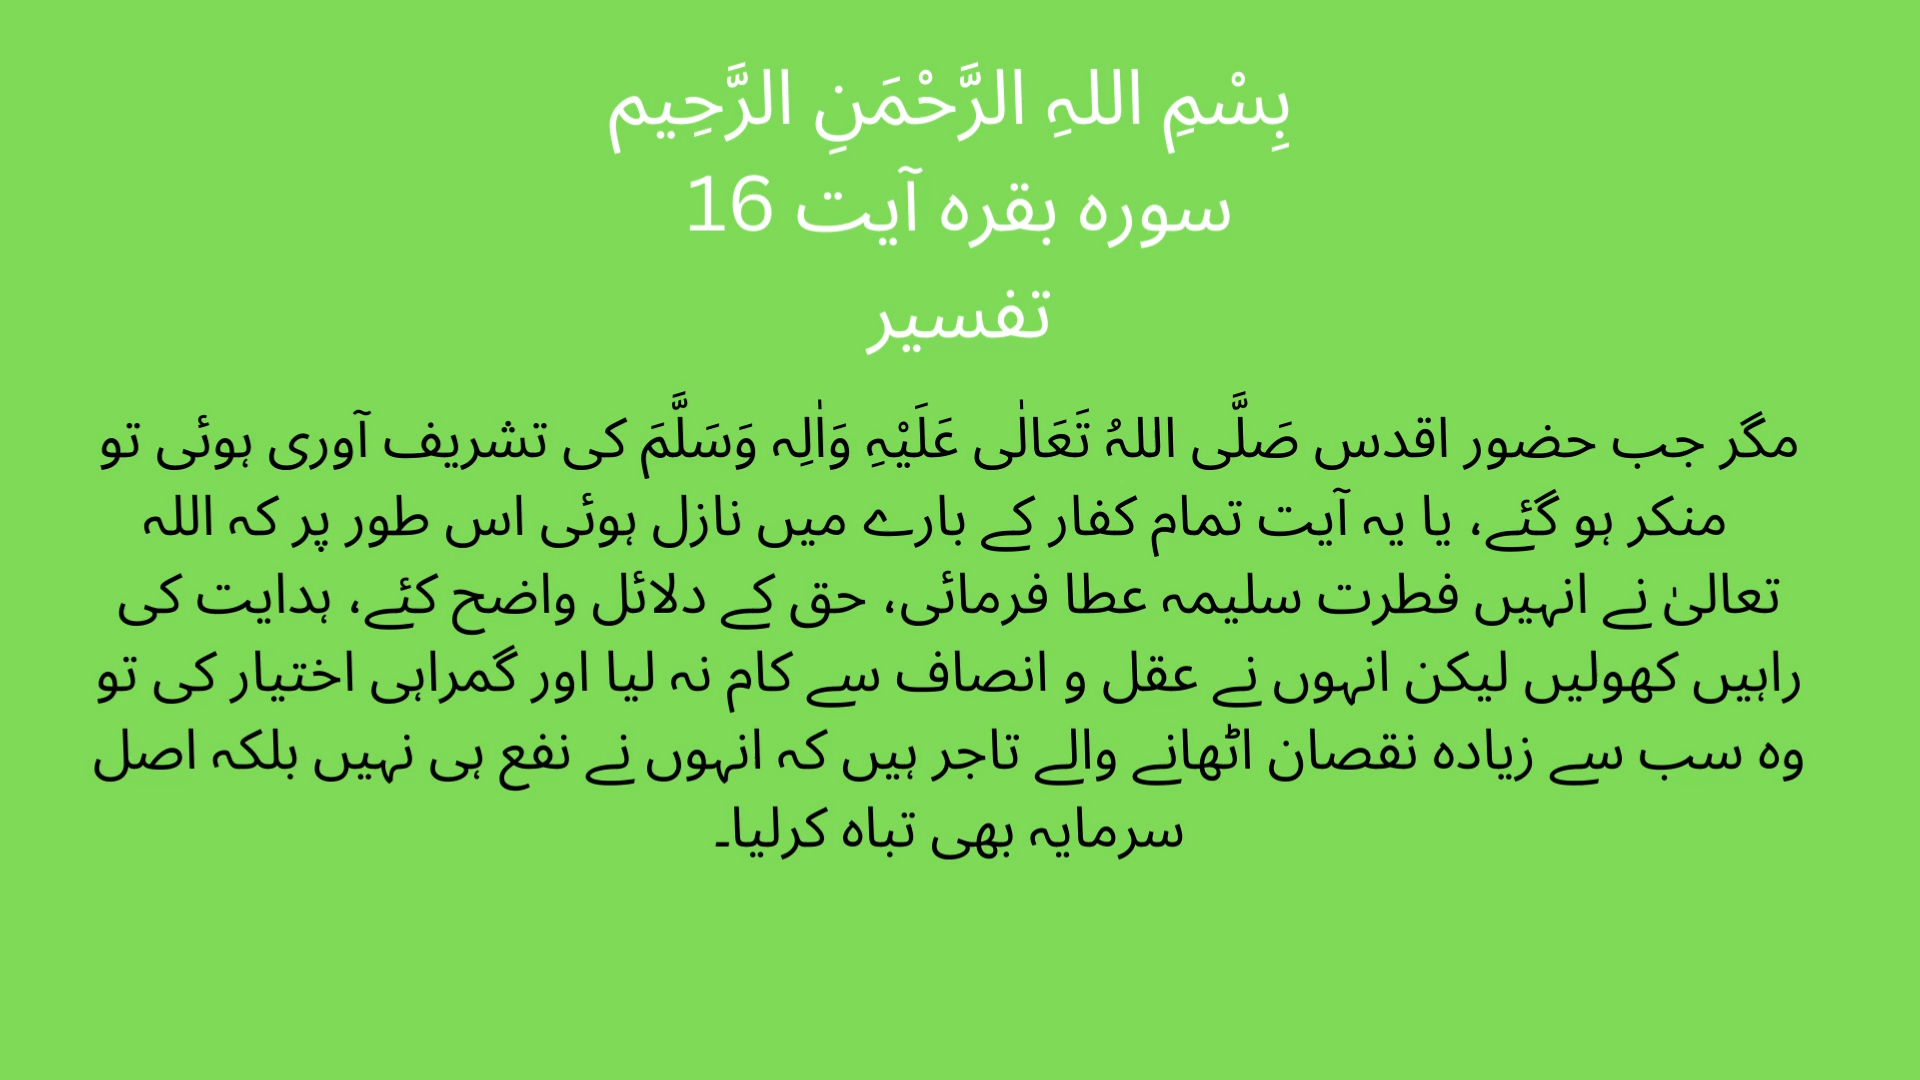 بِسْمِ اللہِ الرَّحْمَنِ الرَّحِیم
سورہ بقرہ آیت 16
تفسیر
مگر جب حضور اقدس صَلَّی اللہُ تَعَالٰی عَلَیْہِ وَاٰلِہ وَسَلَّمَ کی تشریف آوری ہوئی تو
منکر ہو گئے، یا یہ آیت تمام کفار کے بارے میں نازل ہوئی اس طور پر کہ اللہ
تعالیٰ نے انہیں فطرت سلیمہ عطا فرمائی، حق کے دلائل واضح کئے، ہدایت کی
راہیں کھولیں لیکن انہوں نے عقل و انصاف سے کام نہ لیا اور گمراہی اختیار کی تو
وہ سب سے زیادہ نقصان اٹھانے والے تاجر ہیں کہ انہوں نے نفع ہی نہیں بلکہ اصل
سرمایہ بھی تباہ کرلیا۔